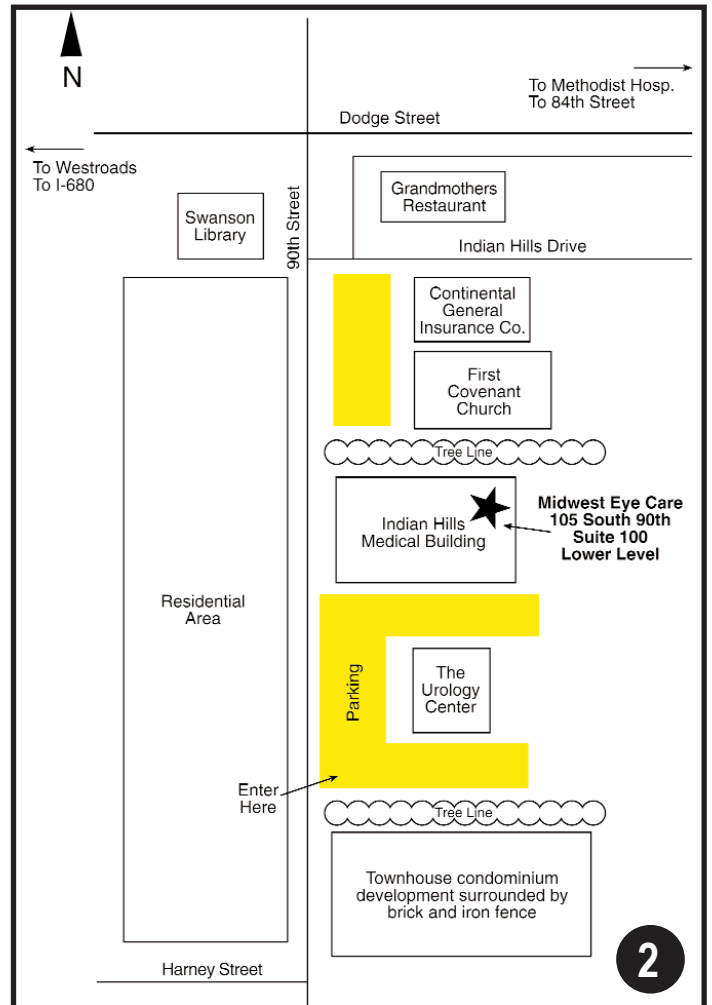 N
To Methodist Hosp.
To 84th Street
Dodge Street
To Westroads
To I-680
Grandmothers
Restaurant
Swanson
Library
90th Street
Indian Hills Drive
Continental
General
Insurance Co.
First
Covenant
Church
Tree Line
Midwest Eye Care
105 South 90th
Suite 100
Lower Level
Indian Hills
Medical Building
Residential
Area
Parking
The
Urology
Center
Enter
Here
Tree Line
Townhouse condominium
development surrounded by
brick and iron fence
Harney Street
2